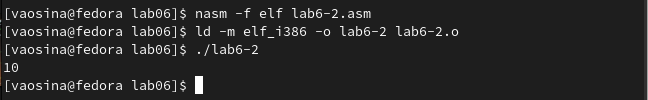 [vaosina@fedora lab06]$ nasm -f elf lab6-2.asm
[vaosina@fedora lab06]$ ld -m elf_i386 -o lab6-2 lab6-2.o
[vaosina@fedora lab06]$ ./lab6-2
10
[vaosina@fedora lab06]$